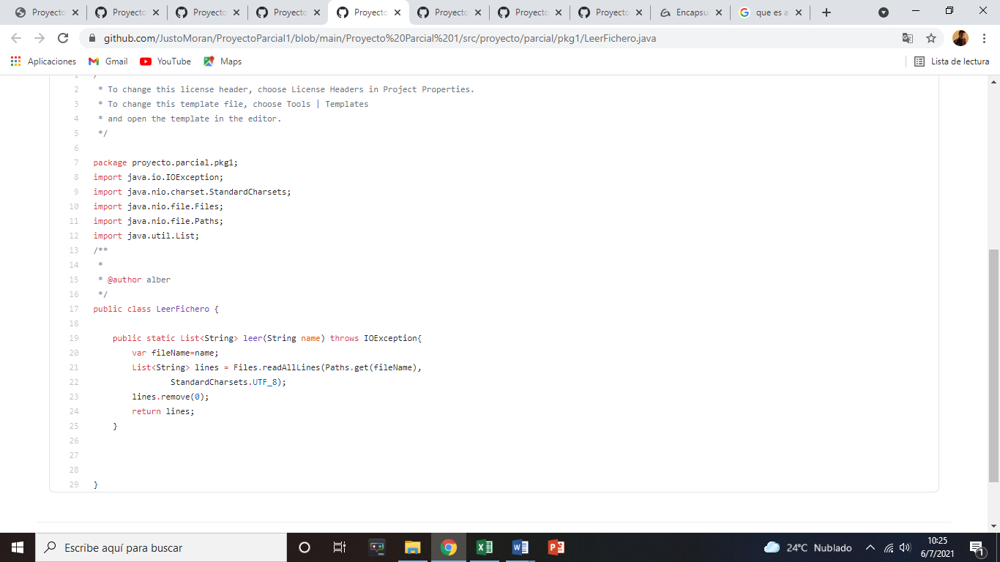 Proyecto
Proyecto
Proyecto
Proyecto
Proyecto
Proyecto
Proyecto
Proyecto
Encapsu
que es a
github.com/JustoMoran/ProyectoParcial1/blob/main/Proyecto%20Parcial%201/src/proyecto/parcial/pkg1/LeerFichero.java
Aplicaciones Gmail YouTube Maps Lista de lectura
2 * To change this license header, choose License Headers in Project Properties.
3 * To change this template file, choose Tools | Templates
4 * and open the template in the editor.
5 */
6
7 package proyecto.parcial.pkg1;
8 import java.io.IOException;
9 import java.nio.charset.StandardCharsets;
10 import java.nio.file.Files;
11 import java.nio.file.Paths;
12 import java.util.List;
13 /**
14 *
15 * @author alber
16 */
17 public class LeerFichero {
18
19 public static List<String> leer(String name) throws IOException{
20 var fileName=name;
21 List<String> lines = Files.readAllLines(Paths.get(fileName),
22 StandardCharsets.UTF_8);
23 lines.remove(0);
24 return lines;
25 }
26
27
28
29 }
Escribe aquí para buscar
24°C Nublado
10:25
6/7/2021
1